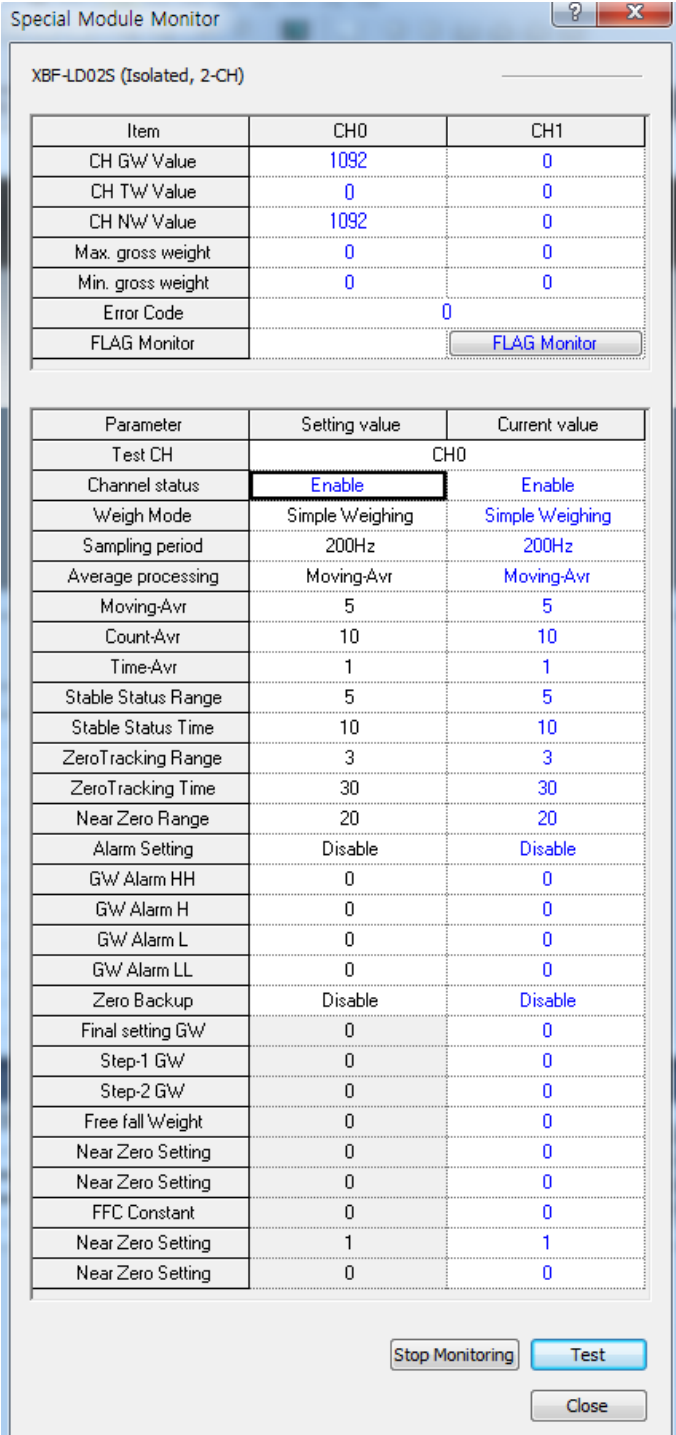 Special Module Monitor
? X
XBF-LD02S (Isolated, 2-CH)
Item CH0 CH1
CH GW Value 1092 0
CH TW Value 0 0
CH NW Value 1092 0
Max. gross weight 0 0
Min. gross weight 0 0
Error Code 0
FLAG Monitor FLAG Monitor
Parameter Setting value Current value
Test CH CH0
Channel status Enable Enable
Weigh Mode Simple Weighing Simple Weighing
Sampling period 200Hz 200Hz
Average processing Moving-Avr Moving-Avr
Moving-Avr 5 5
Count-Avr 10 10
Time-Avr 1 1
Stable Status Range 5 5
Stable Status Time 10 10
ZeroTracking Range 3 3
ZeroTracking Time 30 30
Near Zero Range 20 20
Alarm Setting Disable Disable
GW Alarm HH 0 0
GW Alarm H 0 0
GW Alarm L 0 0
GW Alarm LL 0 0
Zero Backup Disable Disable
Final setting GW 0 0
Step-1 GW 0 0
Step-2 GW 0 0
Free fall Weight 0 0
Near Zero Setting 0 0
Near Zero Setting 0 0
FFC Constant 0 0
Near Zero Setting 1 1
Near Zero Setting 0 0
Stop Monitoring Test
Close